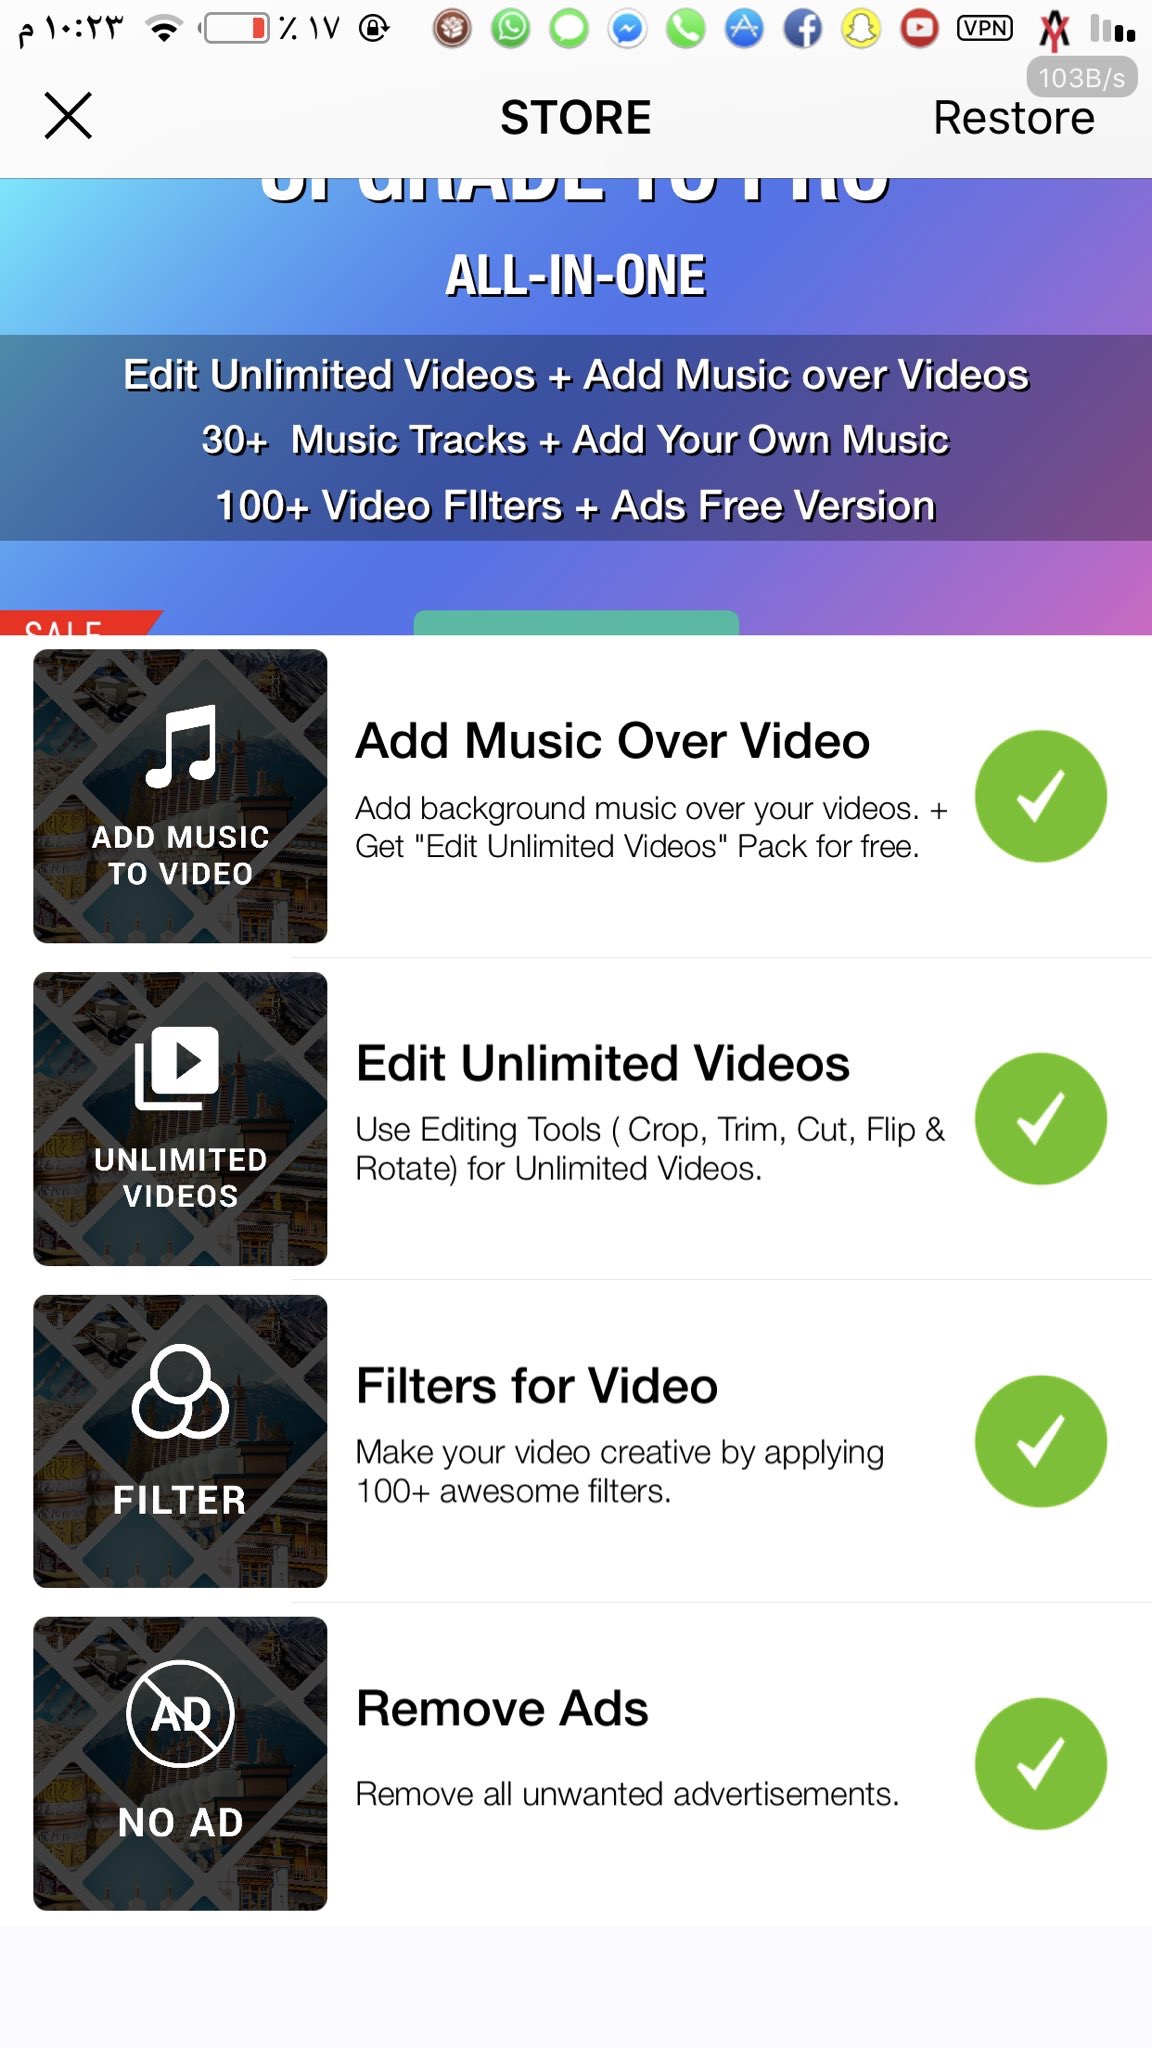 ١٠:٢٣ م
٪ ١٧
VPN
103B/s
STORE
Restore
UPGRADE TO PRO
ALL-IN-ONE
Edit Unlimited Videos + Add Music over Videos
30+ Music Tracks + Add Your Own Music
100+ Video FIlters + Ads Free Version
SALE
ADD MUSIC
TO VIDEO
Add Music Over Video
Add background music over your videos. +
Get "Edit Unlimited Videos" Pack for free.
UNLIMITED
VIDEOS
Edit Unlimited Videos
Use Editing Tools ( Crop, Trim, Cut, Flip &
Rotate) for Unlimited Videos.
FILTER
Filters for Video
Make your video creative by applying
100+ awesome filters.
AD
NO AD
Remove Ads
Remove all unwanted advertisements.